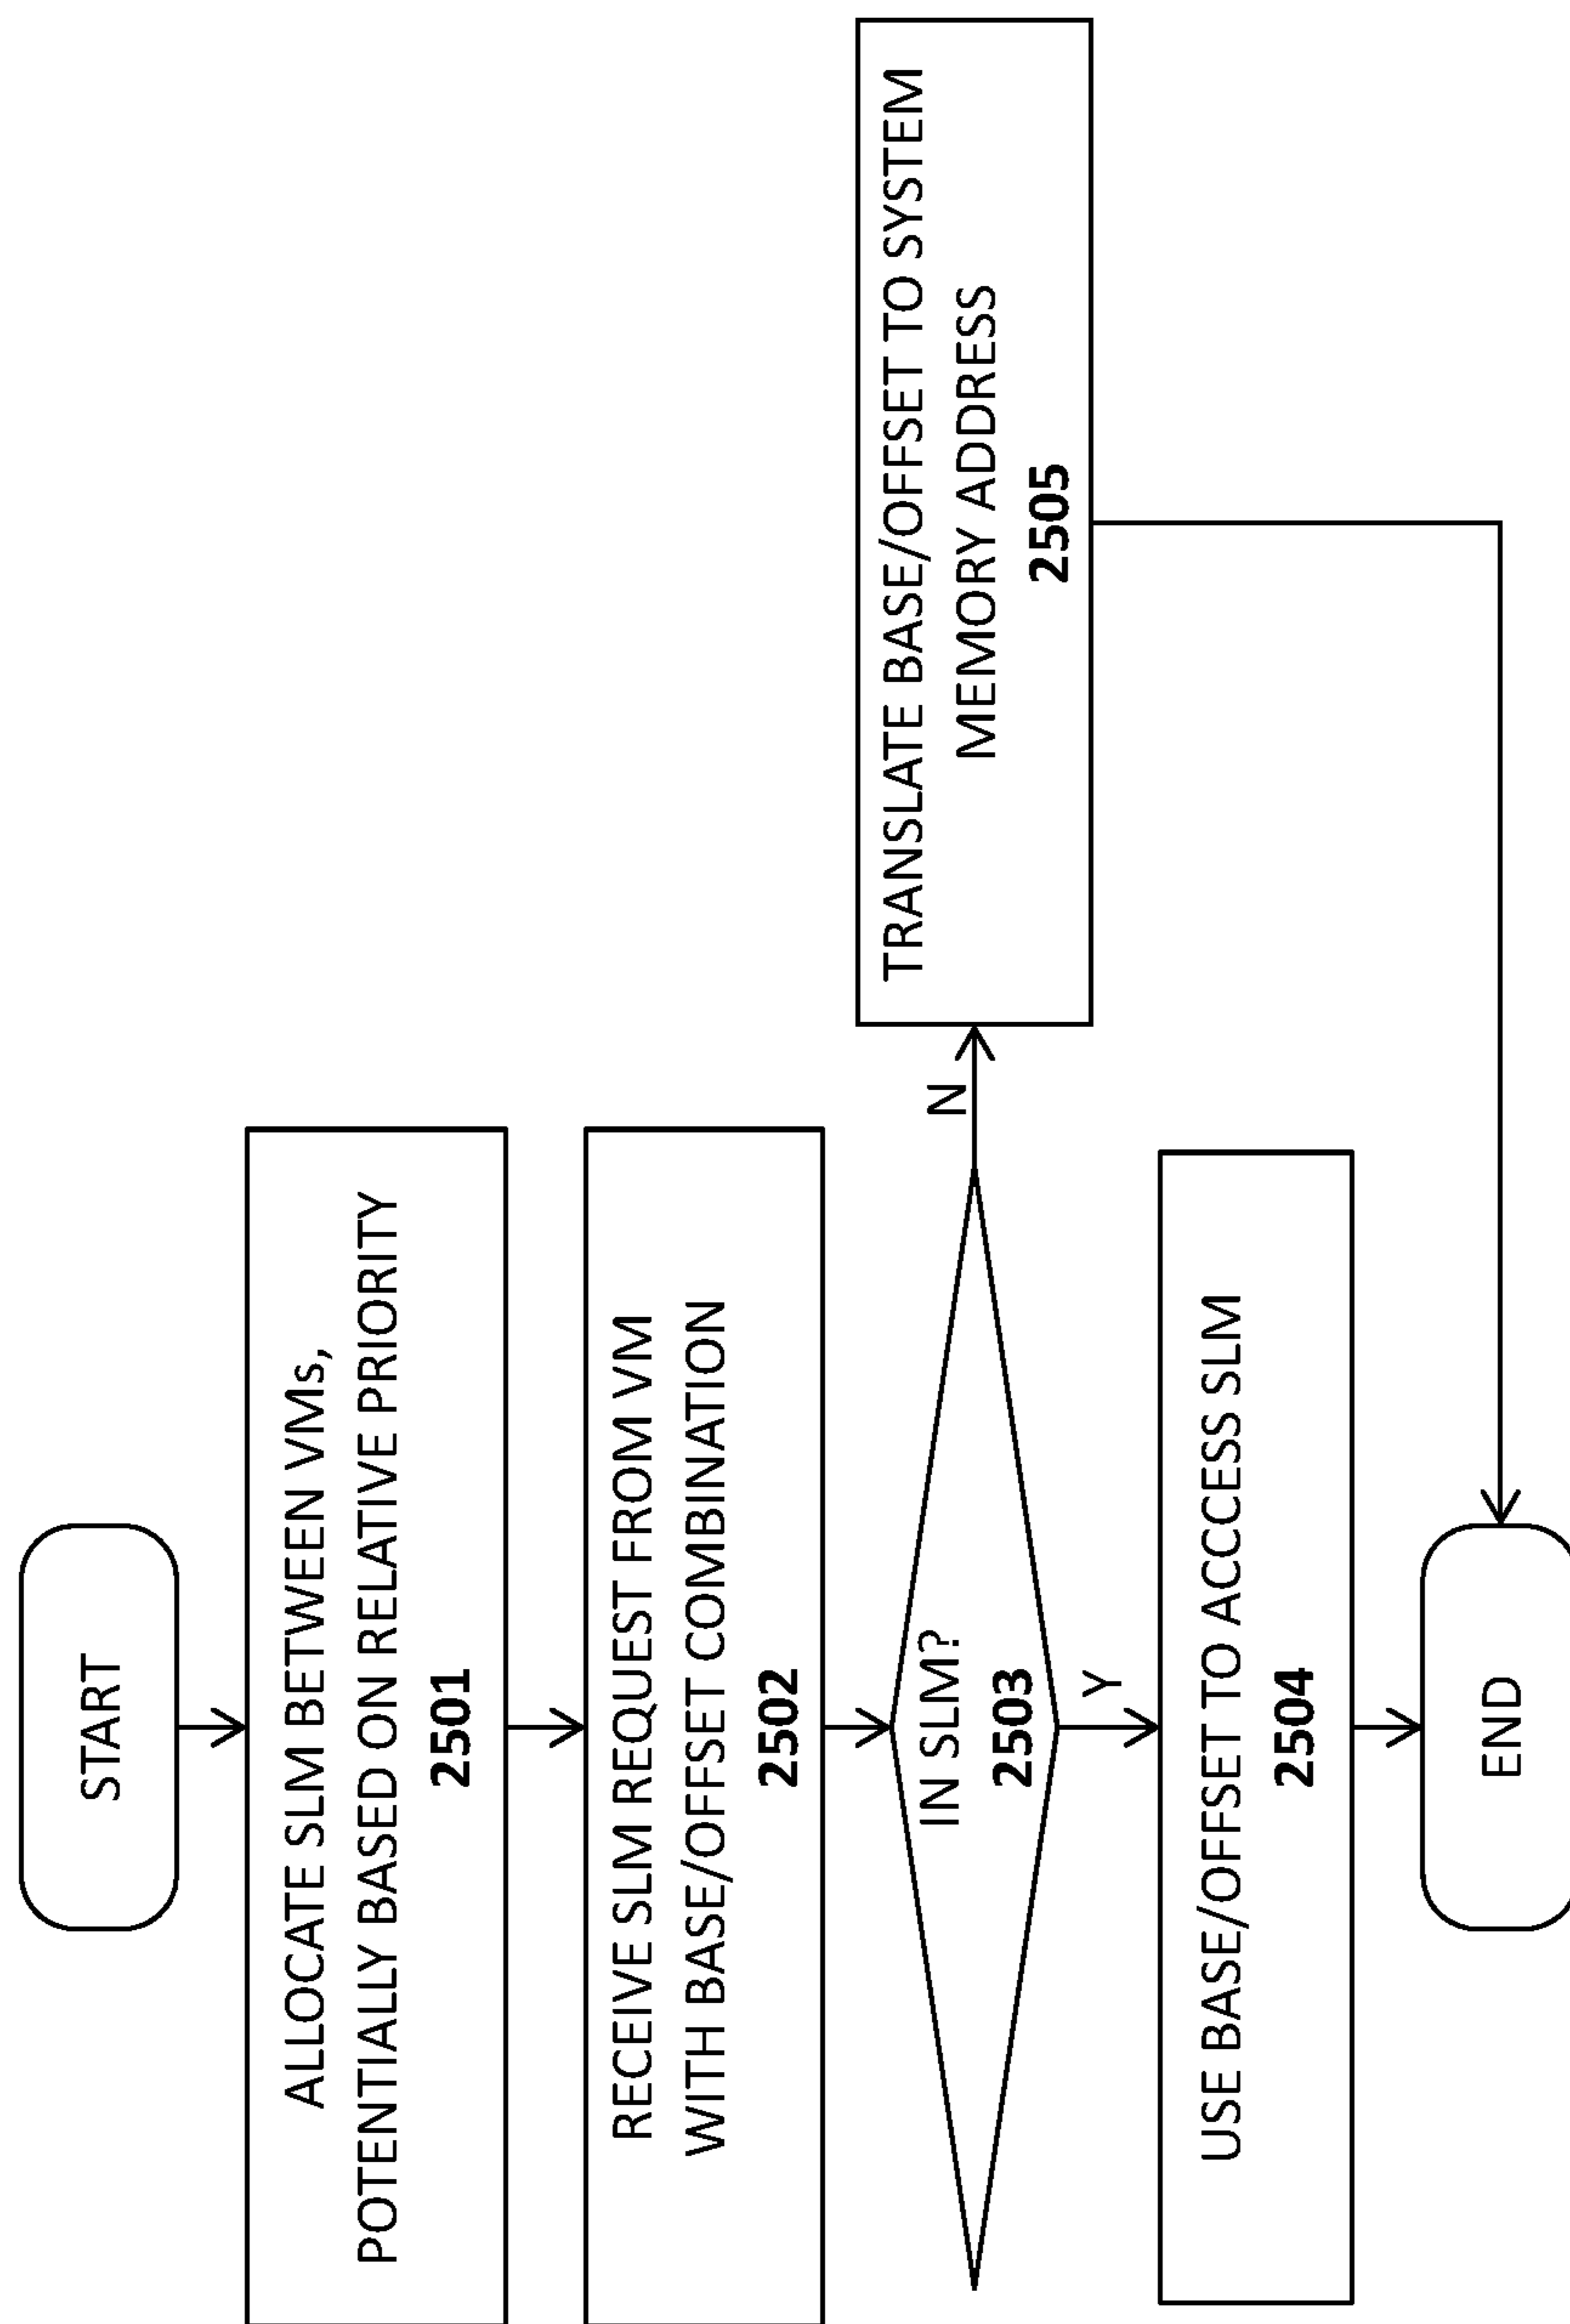 START
ALLOCATE SLM BETWEEN VMs,
POTENTIALLY BASED ON RELATIVE PRIORITY
2501
RECEIVE SLM REQUEST FROM VM
WITH BASE/OFFSET COMBINATION
2502
IN SLM?
2503
N
Y
TRANSLATE BASE/OFFSET TO SYSTEM
MEMORY ADDRESS
2505
USE BASE/OFFSET TO ACCCESS SLM
2504
END